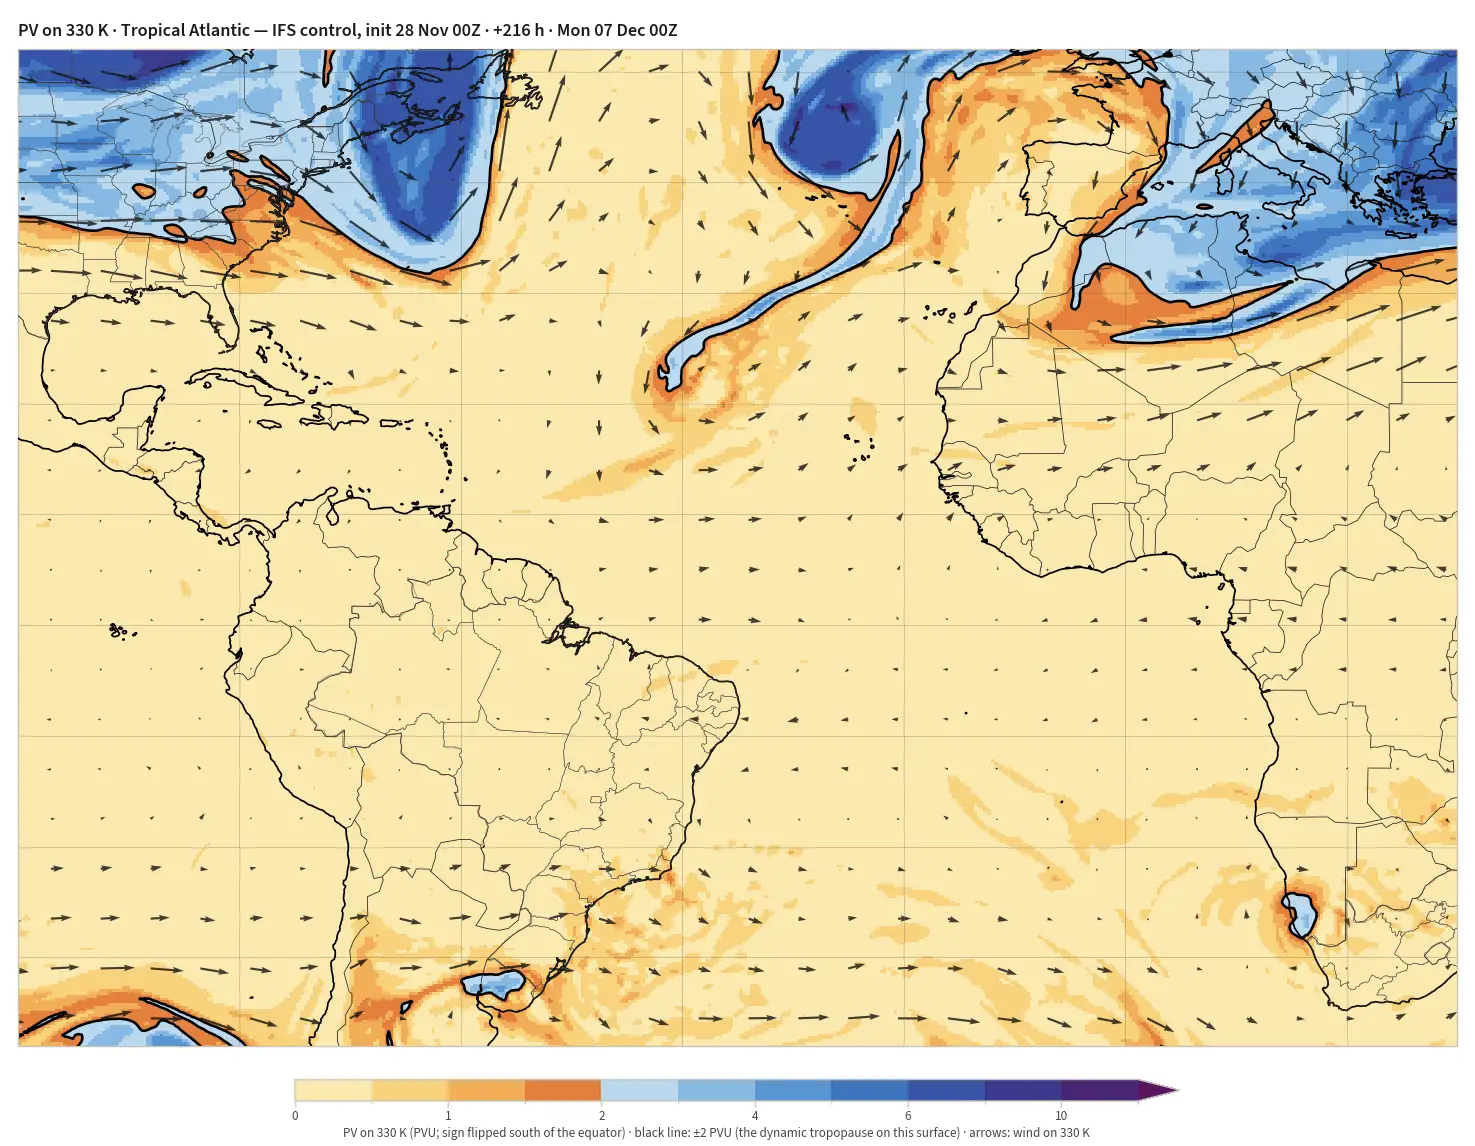 PV on 330 K · Tropical Atlantic — IFS control, init 28 Nov 00Z · +216 h · Mon 07 Dec 00Z
0 1 2 4 6 10
PV on 330 K (PVU; sign flipped south of the equator) · black line: ±2 PVU (the dynamic tropopause on this surface) · arrows: wind on 330 K